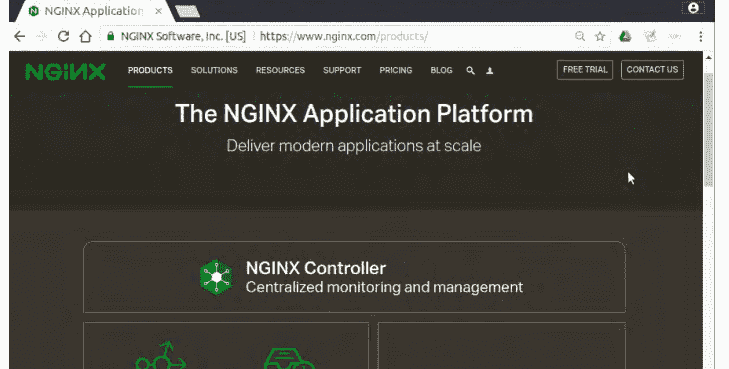 NGINX Application
NGINX Software, Inc. [US] https://www.nginx.com/products/
NGINX PRODUCTS SOLUTIONS RESOURCES SUPPORT PRICING BLOG FREE TRIAL CONTACT US
The NGINX Application Platform
Deliver modern applications at scale
NGINX Controller
Centralized monitoring and management